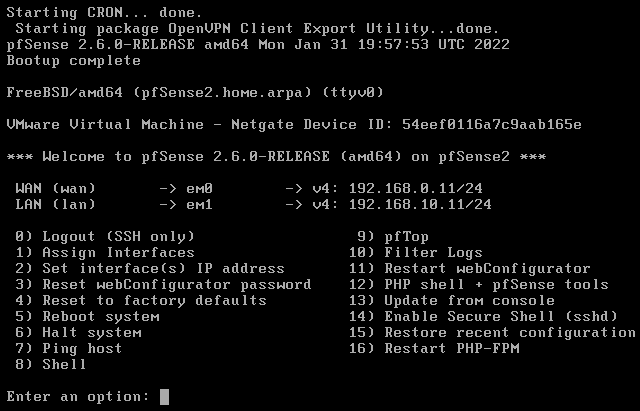 Starting CRON... done.
 Starting package OpenVPN Client Export Utility...done.
pfSense 2.6.0-RELEASE amd64 Mon Jan 31 19:57:53 UTC 2022
Bootup complete

FreeBSD/amd64 (pfSense2.home.arpa) (ttyv0)

VMware Virtual Machine - Netgate Device ID: 54eef0116a7c9aab165e

*** Welcome to pfSense 2.6.0-RELEASE (amd64) on pfSense2 ***

 WAN (wan)       -> em0        -> v4: 192.168.0.11/24
 LAN (lan)       -> em1        -> v4: 192.168.10.11/24

 0) Logout (SSH only)                  9) pfTop
 1) Assign Interfaces                 10) Filter Logs
 2) Set interface(s) IP address       11) Restart webConfigurator
 3) Reset webConfigurator password    12) PHP shell + pfSense tools
 4) Reset to factory defaults         13) Update from console
 5) Reboot system                     14) Enable Secure Shell (sshd)
 6) Halt system                       15) Restore recent configuration
 7) Ping host                         16) Restart PHP-FPM
 8) Shell

Enter an option: